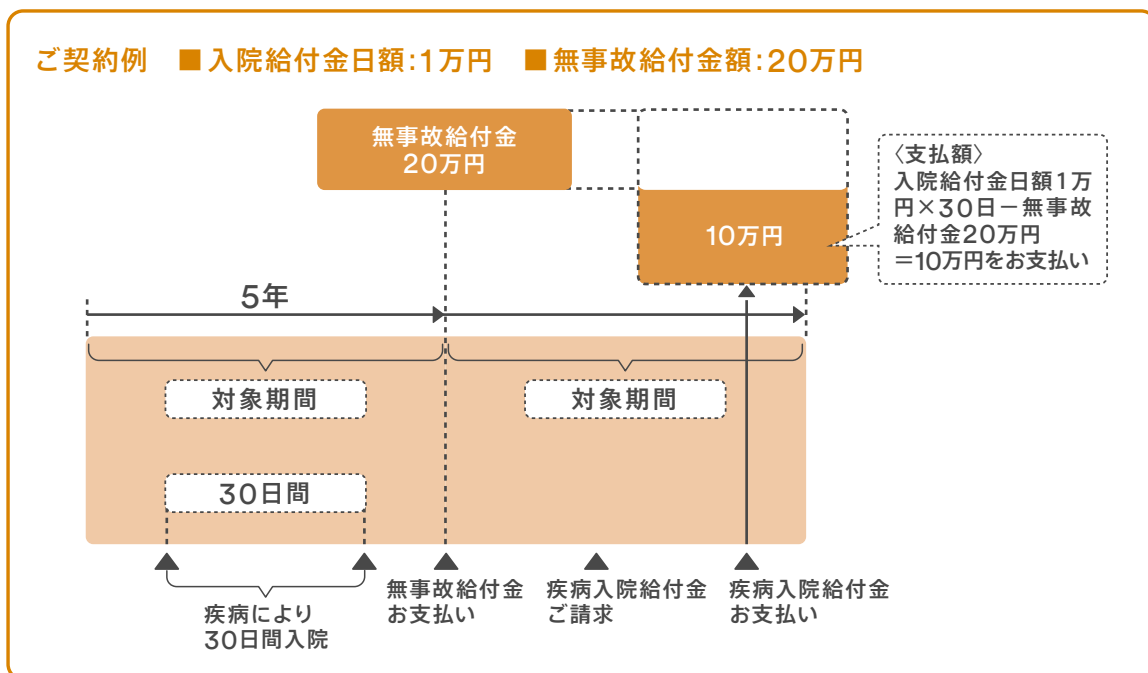 ご契約例 ■入院給付金日額:1万円 ■無事故給付金額:20万円
無事故給付金
20万円
10万円
〈支払額〉
入院給付金日額1万
円×30日－無事故
給付金20万円
＝10万円をお支払い
5年
対象期間
対象期間
30日間
疾病により
30日間入院
無事故給付金
お支払い
疾病入院給付金
ご請求
疾病入院給付金
お支払い